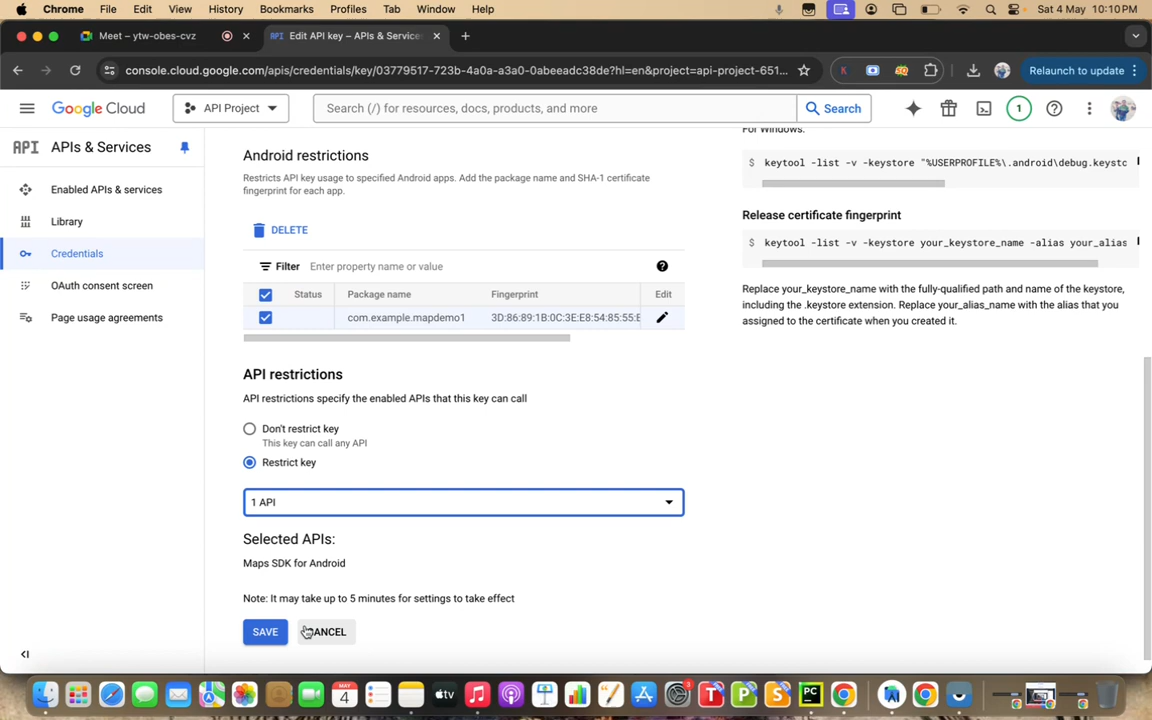 Chrome File Edit View History Bookmarks Profiles Tab Window Help Sat 4 May 10:10 PM
Meet – ytw-obes-cvz API Edit API key – APIs & Service
console.cloud.google.com/apis/credentials/key/03779517-723b-4a0a-a3a0-0abeeadc38de?hl=en&project=api-project-651... Relaunch to update
Google Cloud API Project Search (/) for resources, docs, products, and more Search 1
API APIs & Services
Enabled APIs & services
Library
Credentials
OAuth consent screen
Page usage agreements
Android restrictions
Restricts API key usage to specified Android apps. Add the package name and SHA-1 certificate
fingerprint for each app.
DELETE
Filter Enter property name or value
Status Package name Fingerprint Edit
com.example.mapdemo1 3D:86:89:1B:0C:3E:E8:54:85:55:E
API restrictions
API restrictions specify the enabled APIs that this key can call
Don't restrict key
This key can call any API
Restrict key
1 API
Selected APIs:
Maps SDK for Android
Note: It may take up to 5 minutes for settings to take effect
SAVE CANCEL
For Windows:
$ keytool -list -v -keystore "%USERPROFILE%\.android\debug.keystc
Release certificate fingerprint
$ keytool -list -v -keystore your_keystore_name -alias your_alias
Replace your_keystore_name with the fully-qualified path and name of the keystore,
including the .keystore extension. Replace your_alias_name with the alias that you
assigned to the certificate when you created it.
MAY
4
tv
3
T
P
S
PC